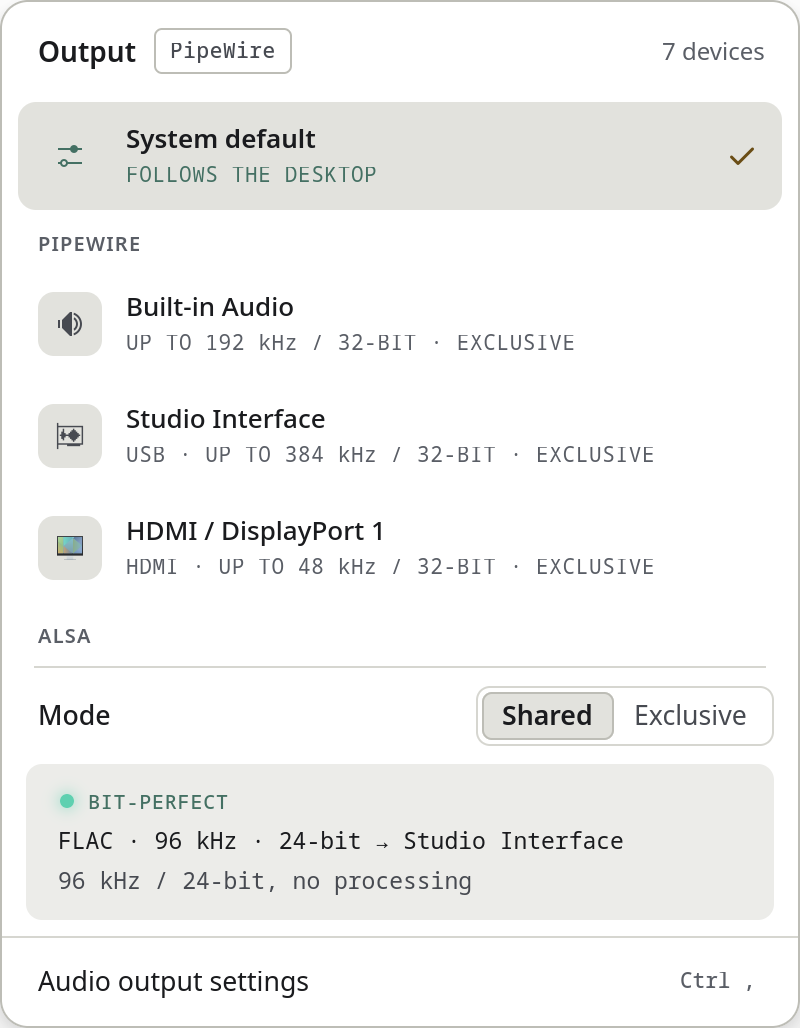 Output PipeWire 7 devices
System default
FOLLOWS THE DESKTOP
PIPEWIRE
Built-in Audio
UP TO 192 kHz / 32-BIT · EXCLUSIVE
Studio Interface
USB · UP TO 384 kHz / 32-BIT · EXCLUSIVE
HDMI / DisplayPort 1
HDMI · UP TO 48 kHz / 32-BIT · EXCLUSIVE
ALSA
Mode Shared Exclusive
BIT-PERFECT
FLAC · 96 kHz · 24-bit → Studio Interface
96 kHz / 24-bit, no processing
Audio output settings Ctrl ,